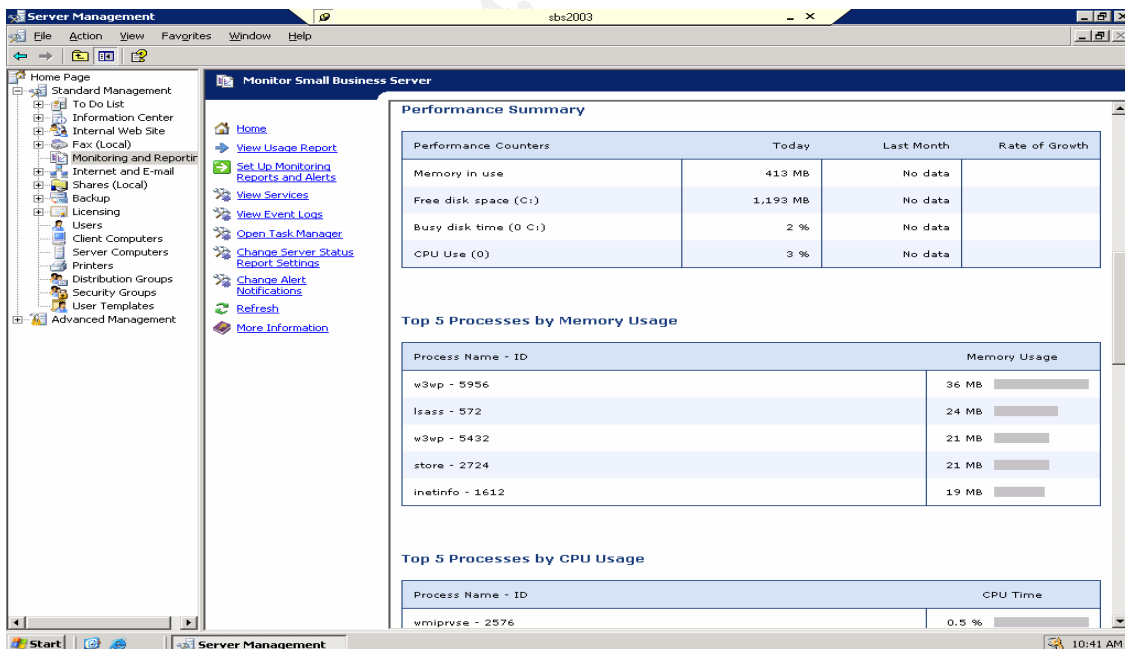 Server Management
sbs2003
File Action View Favorites Window Help
Home Page
Standard Management
To Do List
Information Center
Internal Web Site
Fax (Local)
Monitoring and Reportin
Internet and E-mail
Shares (Local)
Backup
Licensing
Users
Client Computers
Server Computers
Printers
Distribution Groups
Security Groups
User Templates
Advanced Management
Monitor Small Business Server
Home
View Usage Report
Set Up Monitoring
Reports and Alerts
View Services
View Event Logs
Open Task Manager
Change Server Status
Report Settings
Change Alert
Notifications
Refresh
More Information
Performance Summary
Performance Counters Today Last Month Rate of Growth
Memory in use 413 MB No data
Free disk space (C:) 1,193 MB No data
Busy disk time (0 C:) 2 % No data
CPU Use (0) 3 % No data
Top 5 Processes by Memory Usage
Process Name - ID Memory Usage
w3wp - 5956 36 MB
lsass - 572 24 MB
w3wp - 5432 21 MB
store - 2724 21 MB
inetinfo - 1612 19 MB
Top 5 Processes by CPU Usage
Process Name - ID CPU Time
wmiprvse - 2576 0.5 %
Start Server Management 10:41 AM